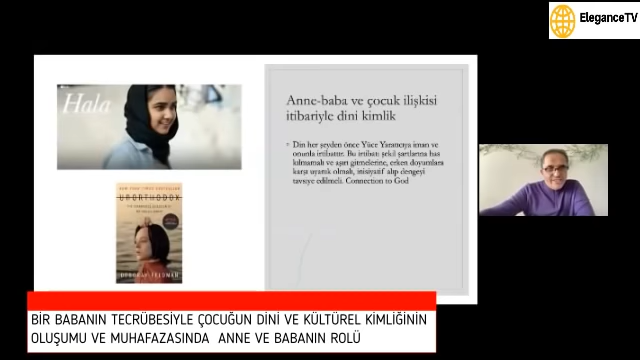 EleganceTV
Hala
Anne-baba ve çocuk ilişkisi
itibariyle dini kimlik
Din her şeyden önce Yüce Yaratıcıya iman ve
onunla irtibattır. Bu irtibatı şekil şartlarına has
kılmamalı ve aşırı gitmelerine, erken doyumlara
karşı uyanık olmalı, inisiyatif alıp dengeyi
tavsiye edilmeli. Connection to God
UNORTHODOX
DEBORAH FELDMAN
BİR BABANIN TECRÜBESİYLE ÇOCUĞUN DİNİ VE KÜLTÜREL KİMLİĞİNİN
OLUŞUMU VE MUHAFAZASINDA ANNE VE BABANIN ROLÜ